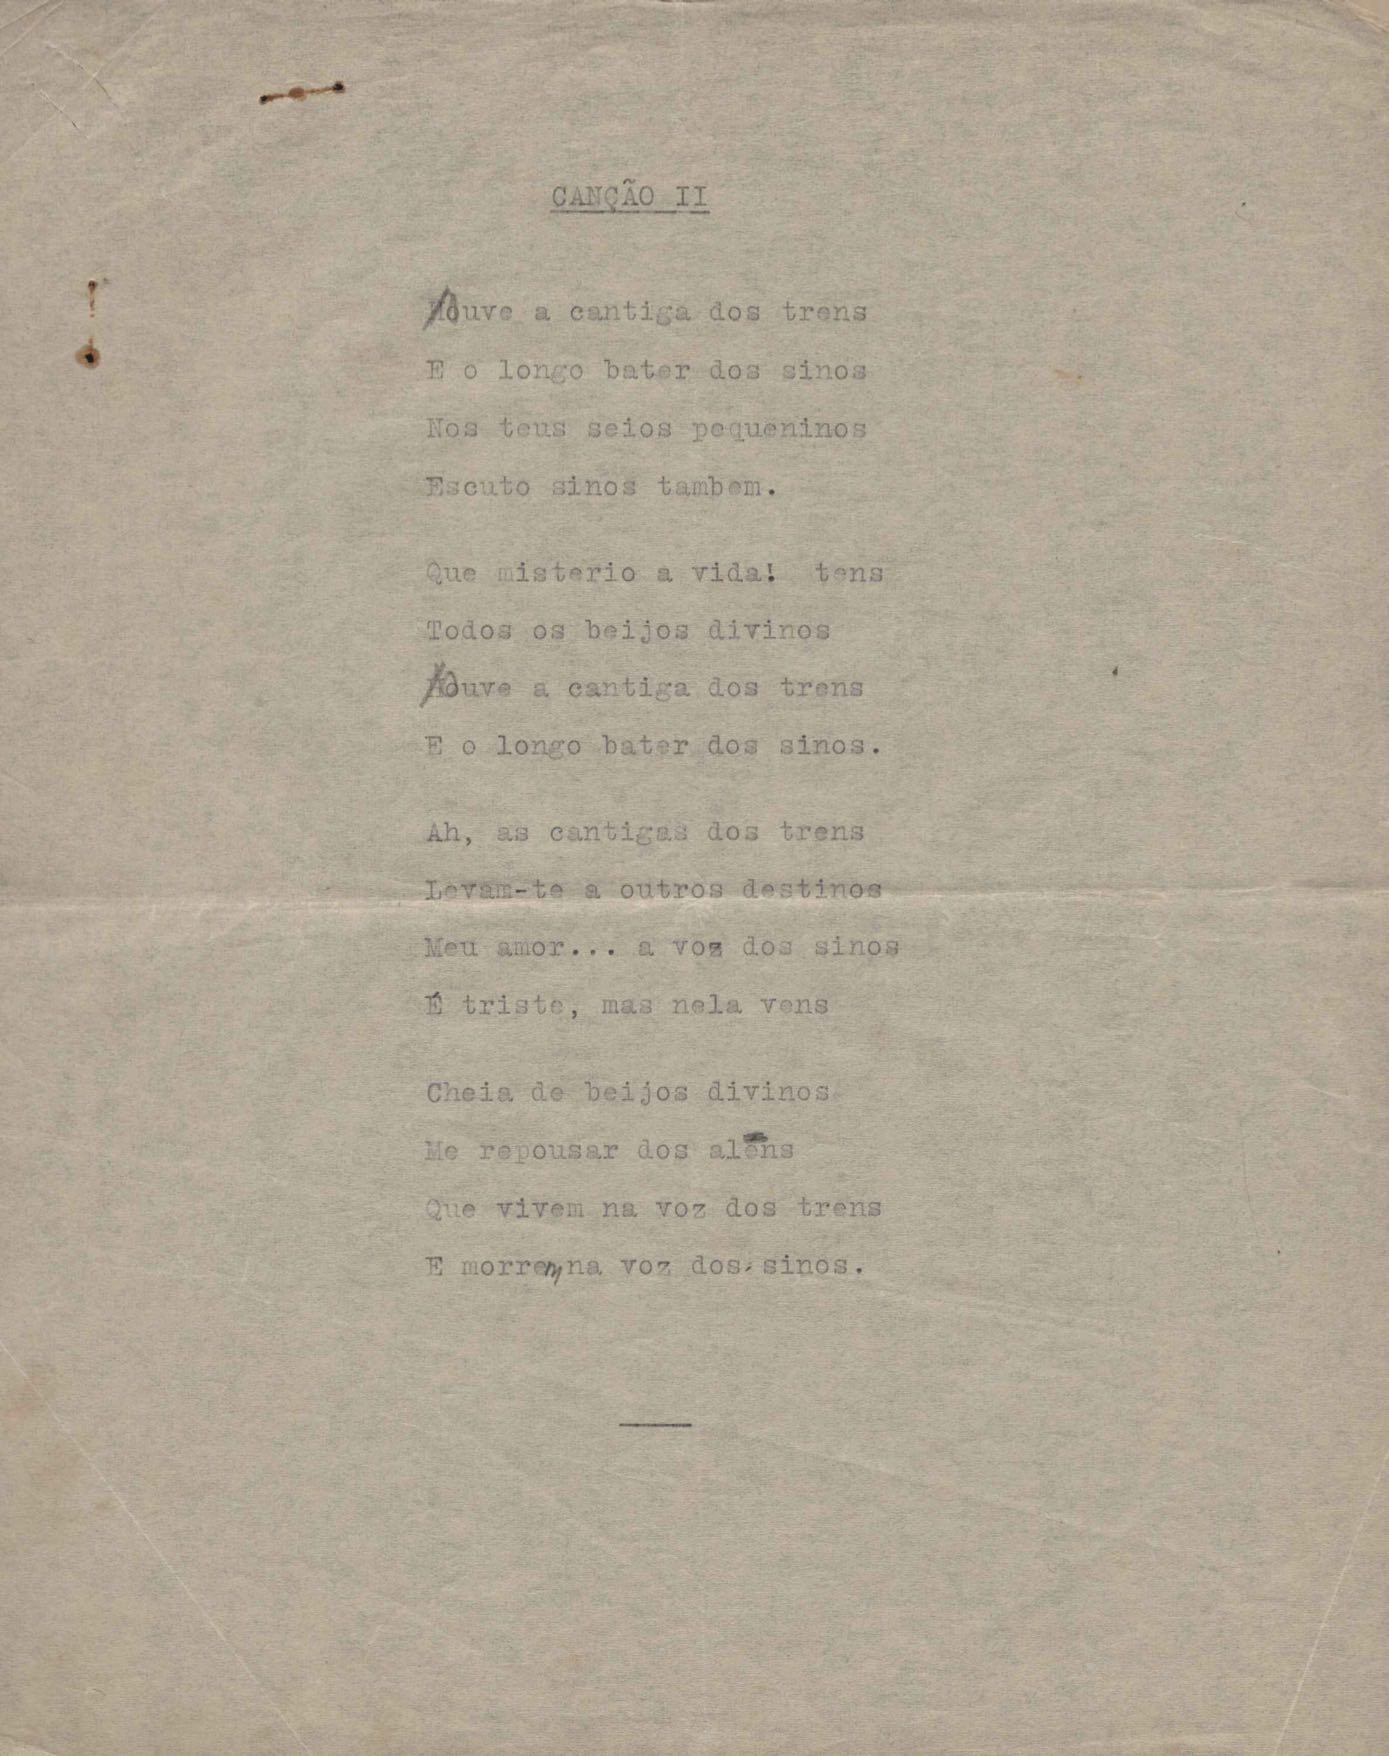 CANÇÃO II
Ouve a cantiga dos trens
E o longo bater dos sinos
Nos teus seios pequeninos
Escuto sinos tambem.
Que misterio a vida! tens
Todos os beijos divinos
Ouve a cantiga dos trens
E o longo bater dos sinos.
Ah, as cantigas dos trens
Levam-te a outros destinos
Meu amor... a voz dos sinos
É triste, mas nela vens
Cheia de beijos divinos
Me repousar dos alens
Que vivem na voz dos trens
E morrem na voz dos sinos.